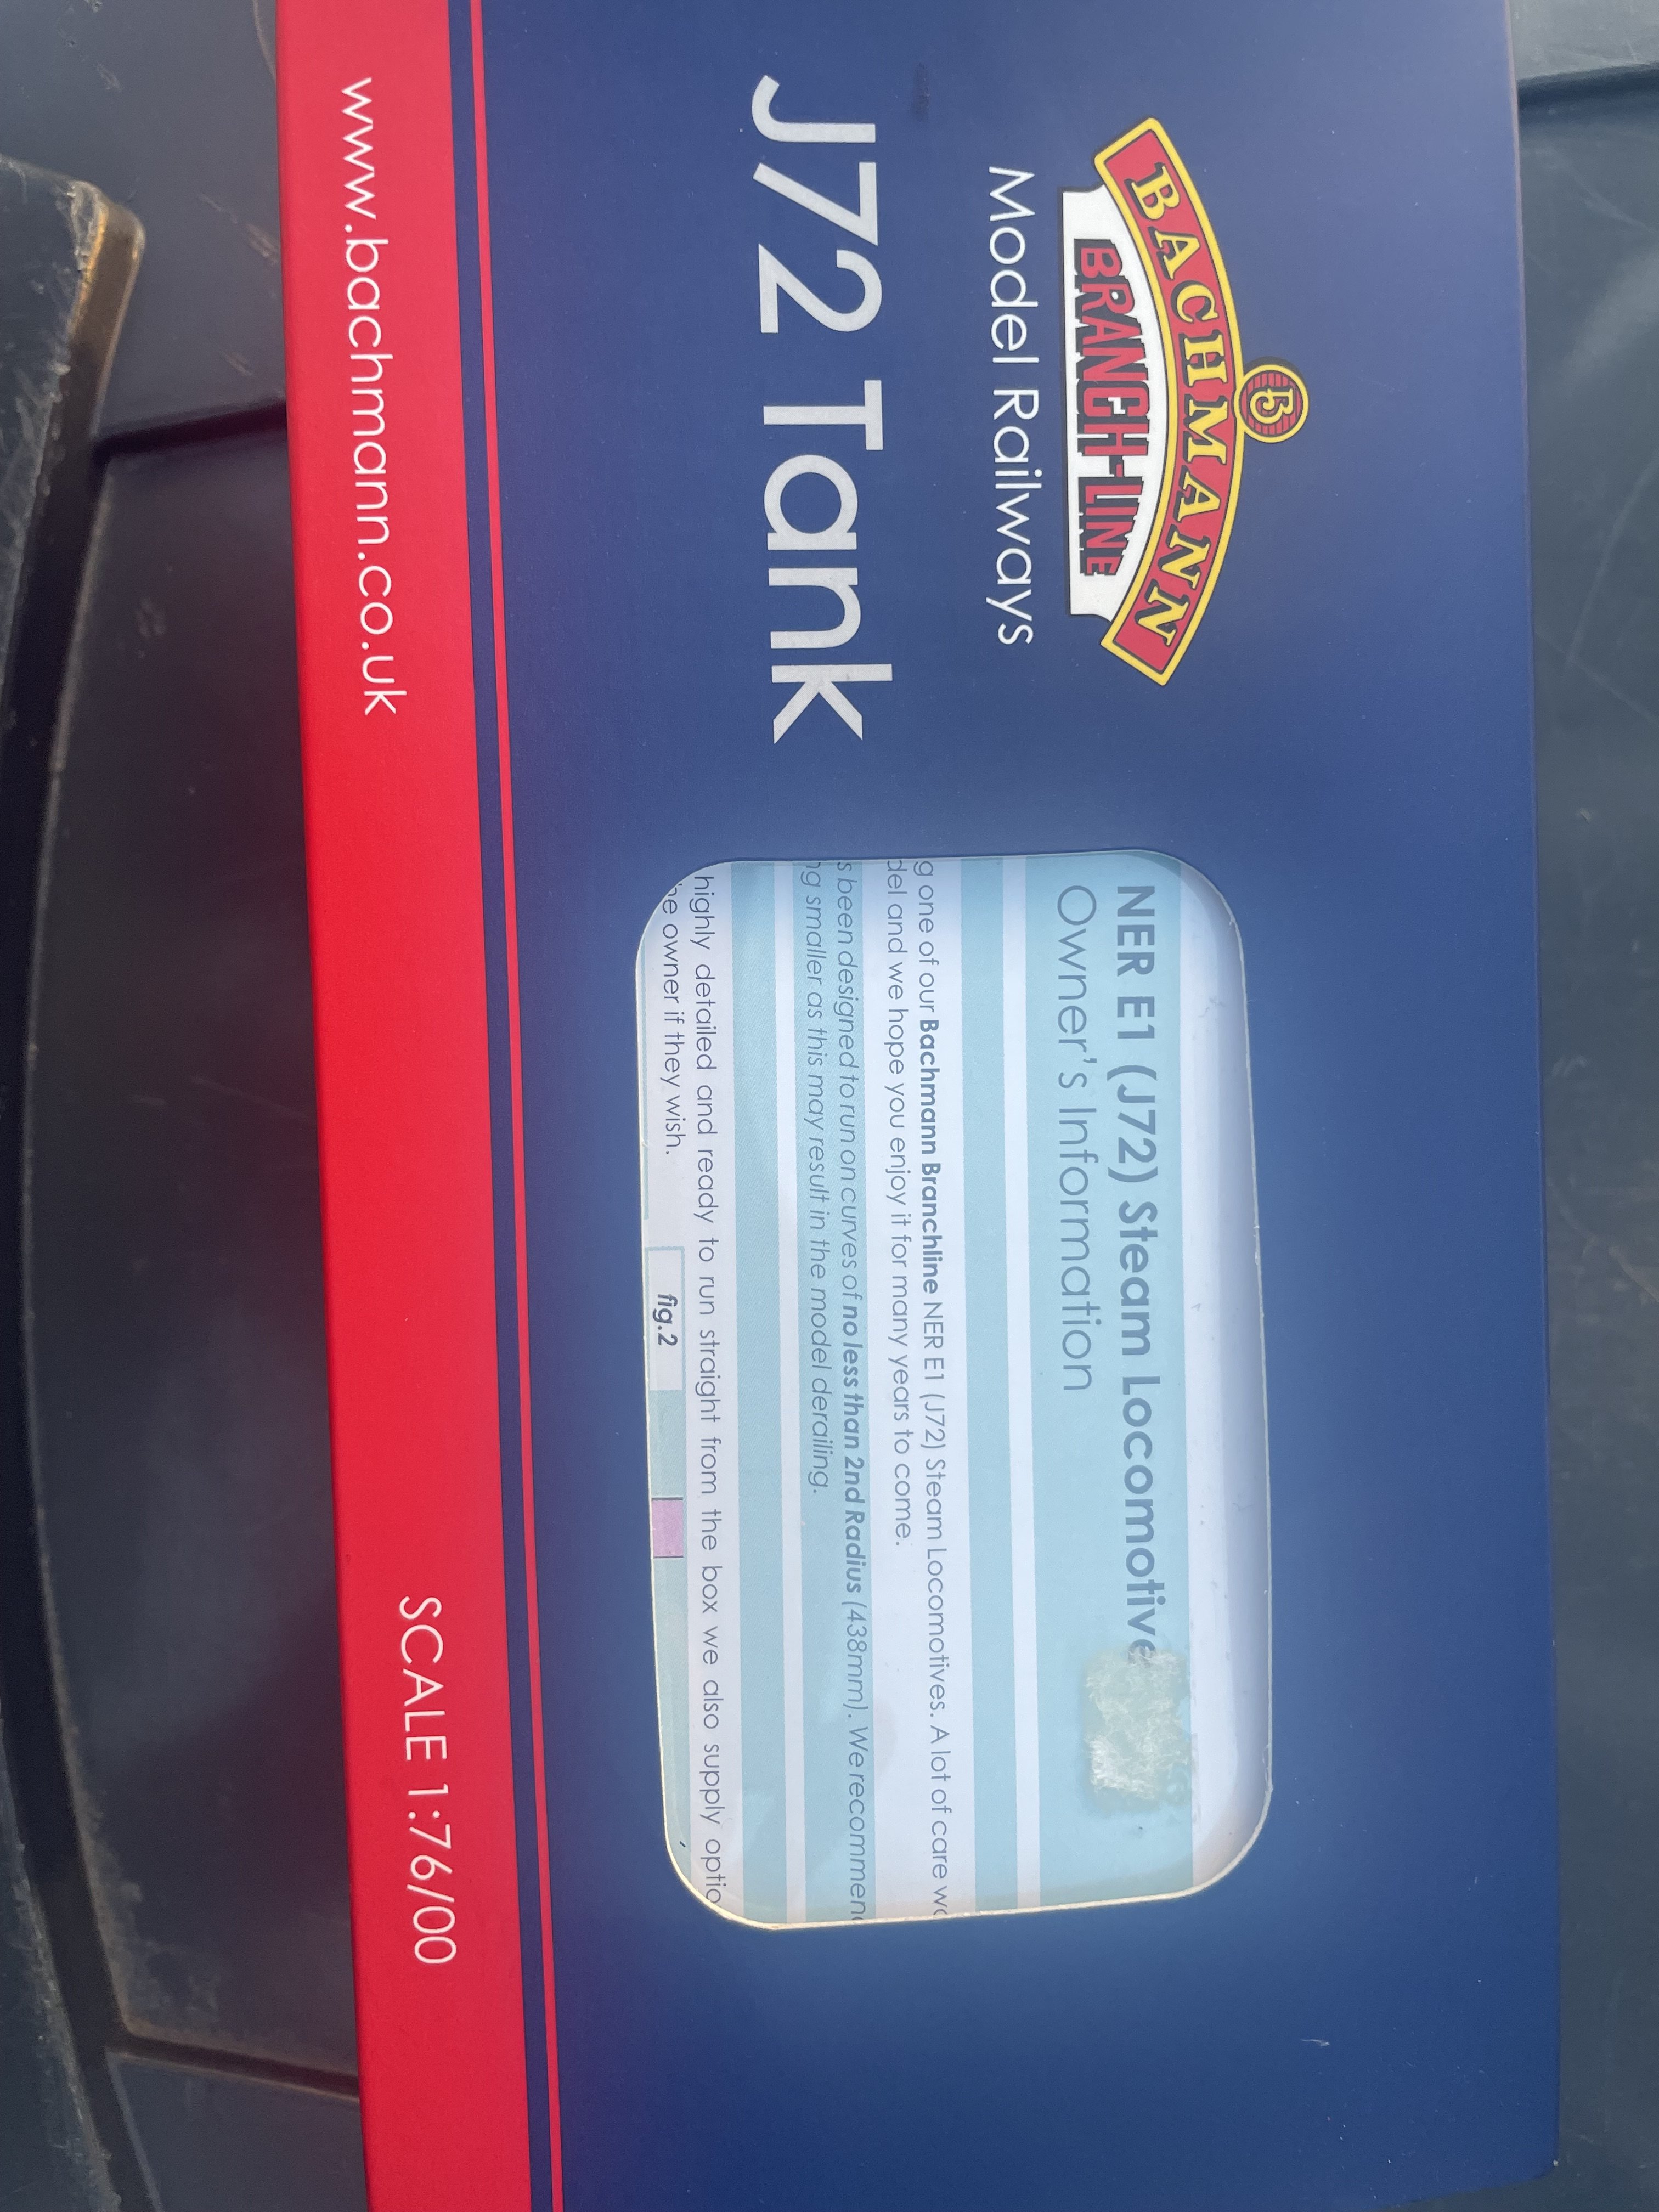 BACHMANN
BRANCH-LINE
Model Railways
J72 Tank
NER E1 (J72) Steam Locomotive
Owner's Information
one of our Bachmann Branchline NER E1 (J72) Steam Locomotives. A lot of care
and we hope you enjoy it for many years to come.
been designed to run on curves of no less than 2nd Radius (438mm). We
smaller as this may result in the model derailing.
highly detailed and ready to run straight from the box we also supply
owner if they wish.
fig.2
www.bachmann.co.uk
SCALE 1:76/00